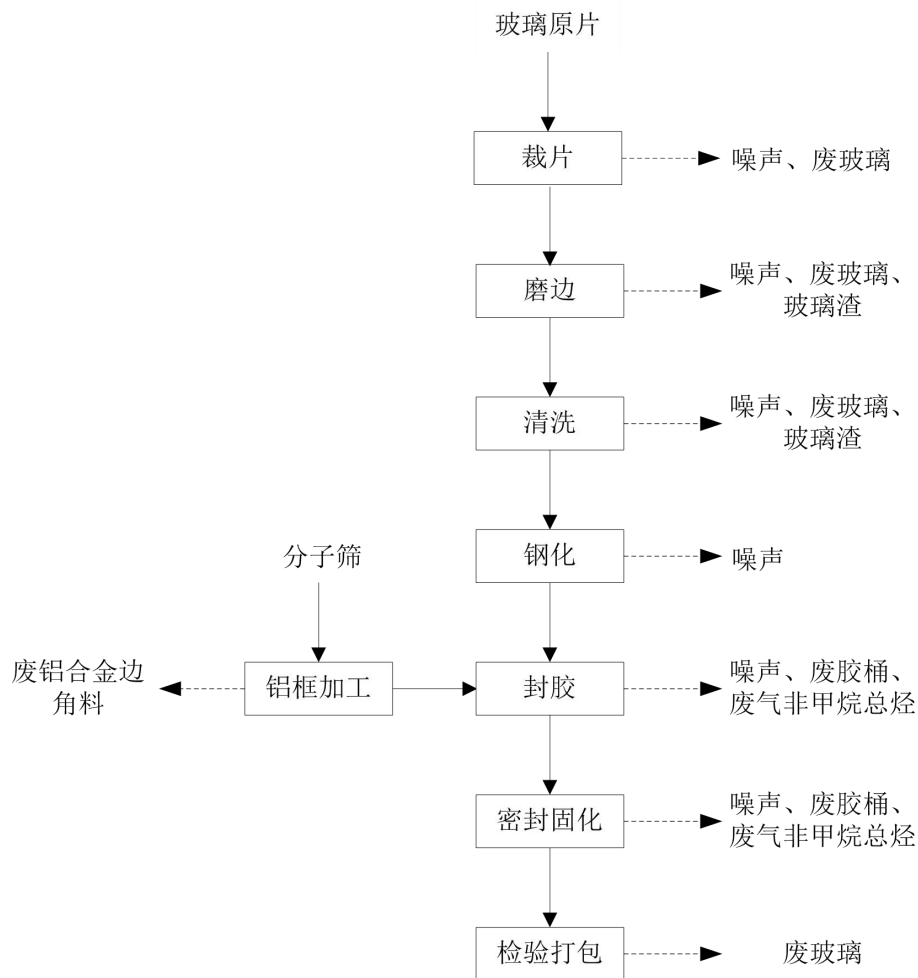 玻璃原片
裁片
噪声、废玻璃
磨边
噪声、废玻璃、
玻璃渣
清洗
噪声、废玻璃、
玻璃渣
分子筛
钢化
噪声
废铝合金边
角料
铝框加工
封胶
噪声、废胶桶、
废气非甲烷总烃
密封固化
噪声、废胶桶、
废气非甲烷总烃
检验打包
废玻璃